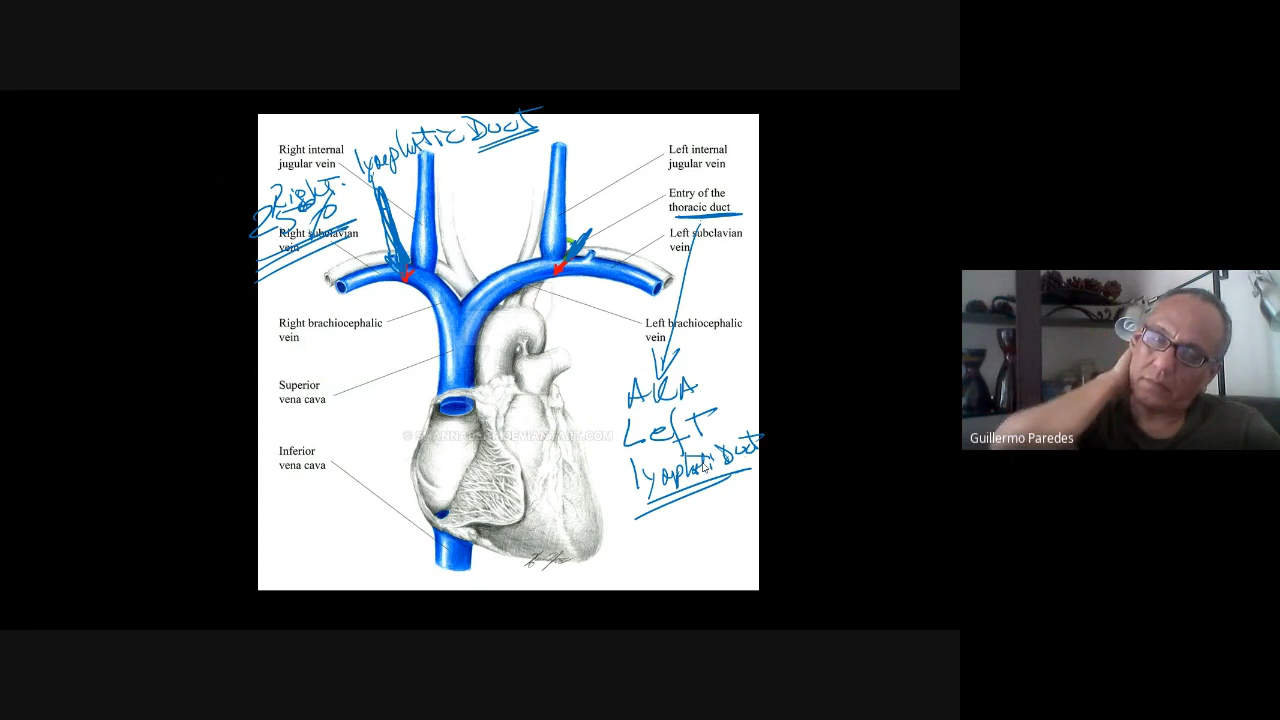 lymphatic Duct
Right internal
jugular vein
Right
25%
Right subclavian
vein
Left internal
jugular vein
Entry of the
thoracic duct
Left subclavian
vein
Right brachiocephalic
vein
Left brachiocephalic
vein
Superior
vena cava
AKA
Left
lymphatic Duct
Inferior
vena cava
Guillermo Paredes